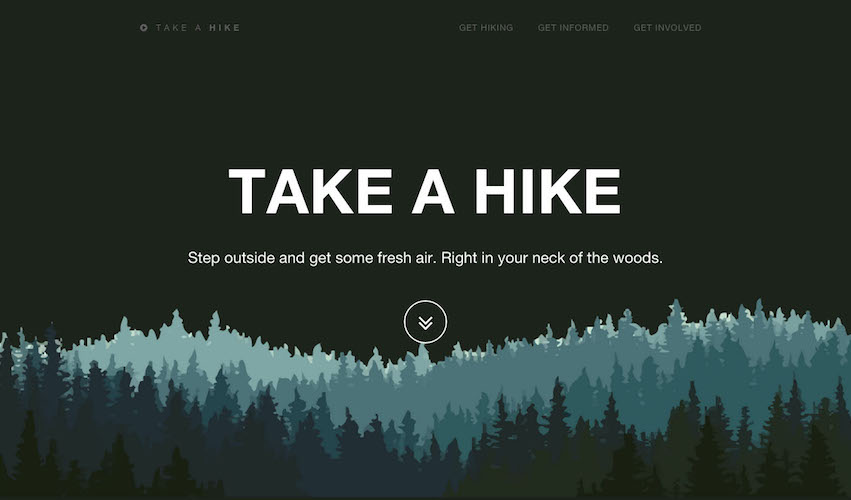 TAKE A HIKE
GET HIKING GET INFORMED GET INVOLVED
TAKE A HIKE
Step outside and get some fresh air. Right in your neck of the woods.